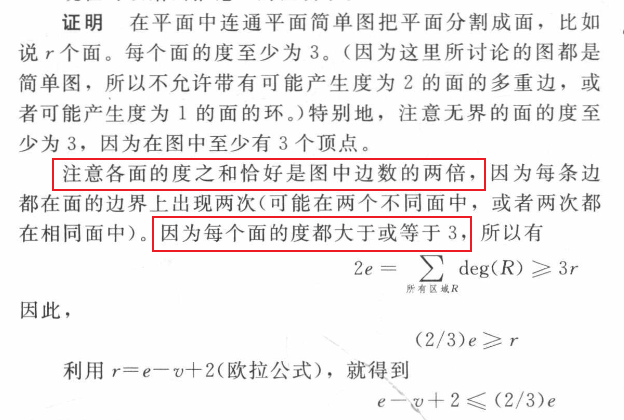 证明　在平面中连通平面简单图把平面分割成面，比如
说 r 个面。每个面的度至少为 3。（因为这里所讨论的图都是
简单图，所以不允许带有可能产生度为 2 的面的多重边，或
者可能产生度为 1 的面的环。）特别地，注意无界的面的度至
少为 3，因为在图中至少有 3 个顶点。
注意各面的度之和恰好是图中边数的两倍，因为每条边
都在面的边界上出现两次（可能在两个不同面中，或者两次都
在相同面中）。因为每个面的度都大于或等于 3，所以有
2e = ∑ deg(R) ⩾ 3r
所有区域R
因此，
(2/3)e ⩾ r
利用 r=e−v+2（欧拉公式），就得到
e−v+2 ⩽ (2/3)e